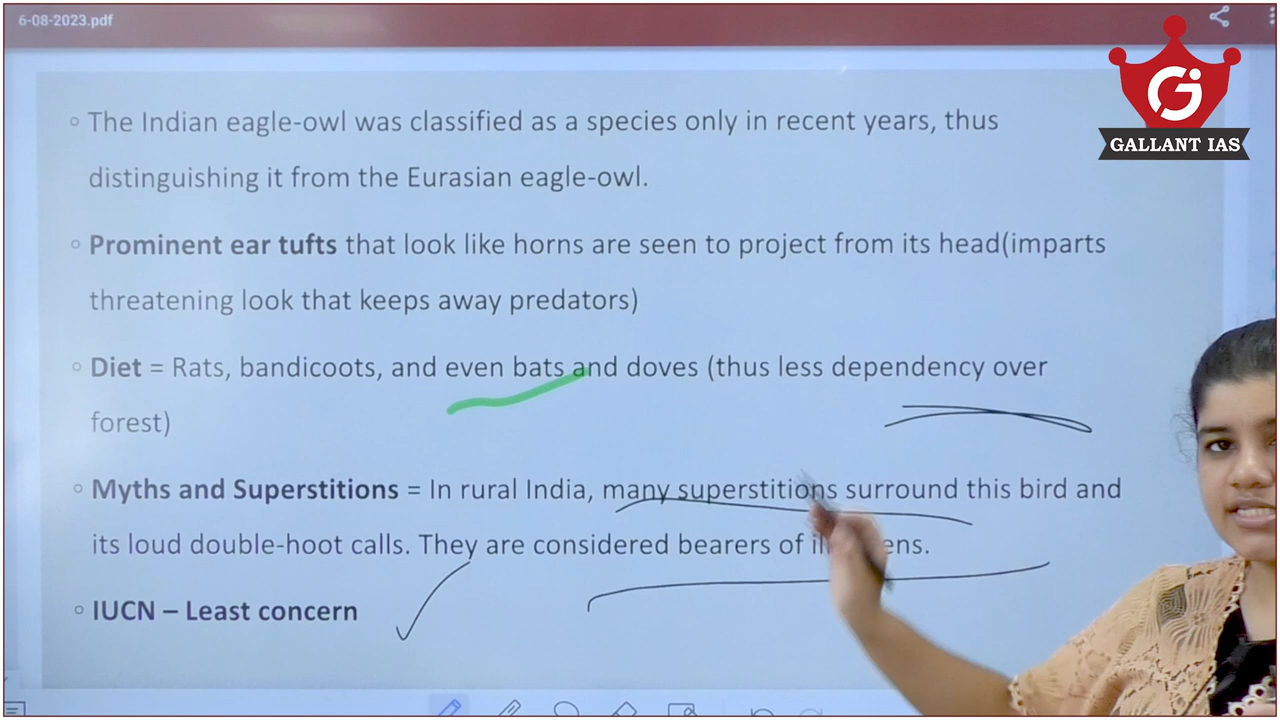 6-08-2023.pdf
GALLANT IAS
The Indian eagle-owl was classified as a species only in recent years, thus
distinguishing it from the Eurasian eagle-owl.
Prominent ear tufts that look like horns are seen to project from its head(imparts
threatening look that keeps away predators)
Diet = Rats, bandicoots, and even bats and doves (thus less dependency over
forest)
Myths and Superstitions = In rural India, many superstitions surround this bird and
its loud double-hoot calls. They are considered bearers of
IUCN – Least concern